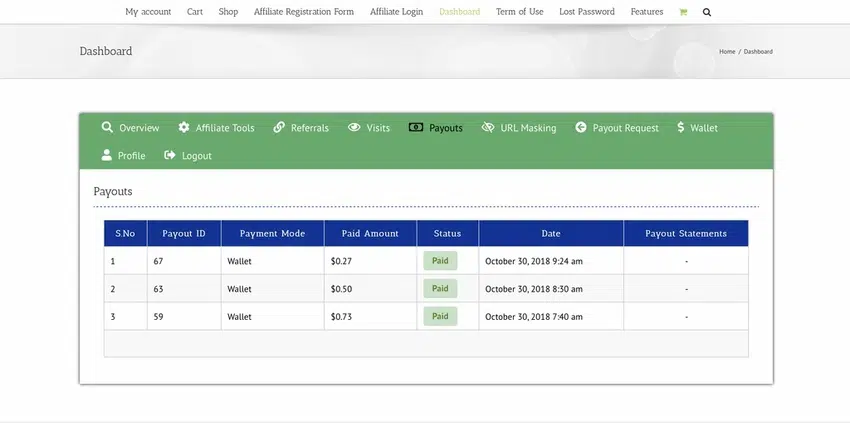 My account Cart Shop Affiliate Registration Form Affiliate Login Dashboard Term of Use Lost Password Features
Dashboard
Home / Dashboard
Overview Affiliate Tools Referrals Visits Payouts URL Masking Payout Request Wallet
Profile Logout
Payouts
S.No Payout ID Payment Mode Paid Amount Status Date Payout Statements
1 67 Wallet $0.27 Paid October 30, 2018 9:24 am -
2 63 Wallet $0.50 Paid October 30, 2018 8:30 am -
3 59 Wallet $0.73 Paid October 30, 2018 7:40 am -